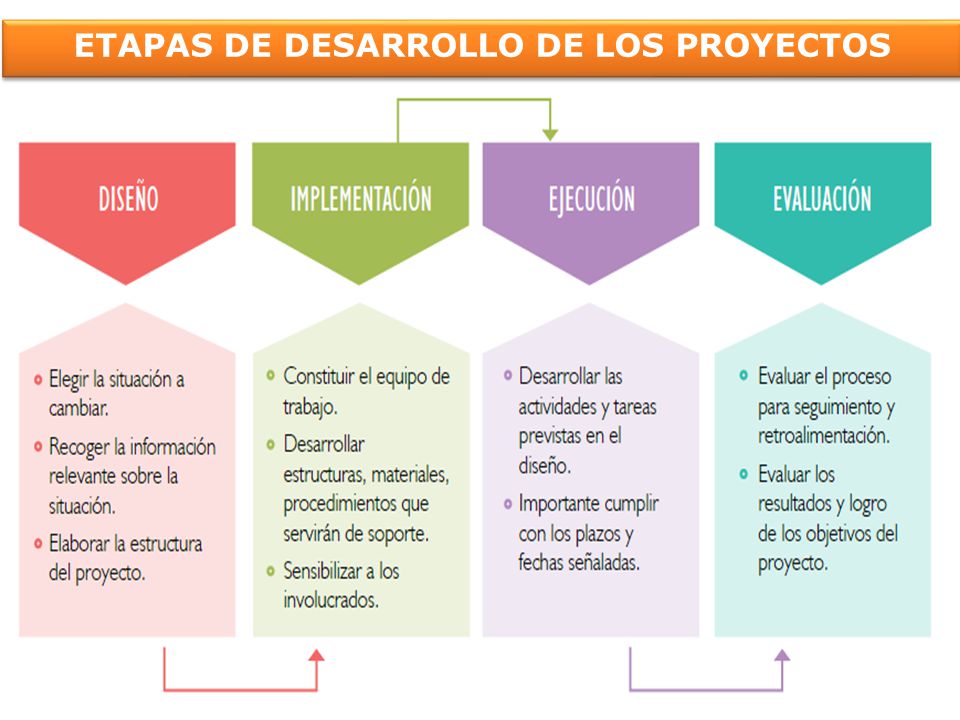 ETAPAS DE DESARROLLO DE LOS PROYECTOS
DISEÑO
Elegir la situación a
cambiar.
Recoger la información
relevante sobre la
situación.
Elaborar la estructura
del proyecto.
IMPLEMENTACIÓN
Constituir el equipo de
trabajo.
Desarrollar
estructuras, materiales,
procedimientos que
servirán de soporte.
Sensibilizar a los
involucrados.
EJECUCIÓN
Desarrollar las
actividades y tareas
previstas en el
diseño.
Importante cumplir
con los plazos y
fechas señaladas.
EVALUACIÓN
Evaluar el proceso
para seguimiento y
retroalimentación.
Evaluar los
resultados y logro
de los objetivos del
proyecto.